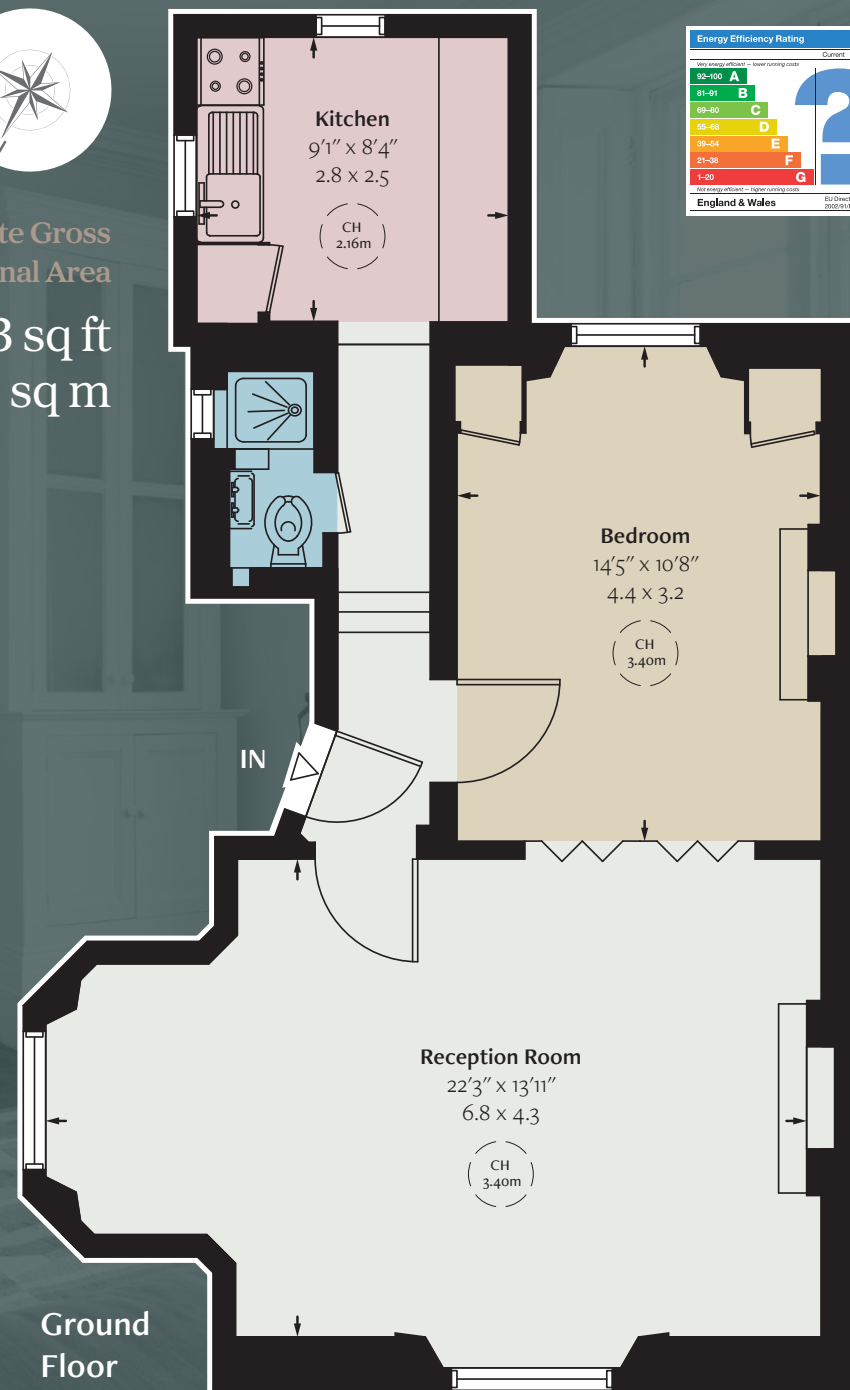 Energy Efficiency Rating
Current
Very energy efficient — lower running costs
92–100 A
81–91 B
69–80 C
55–68 D
39–54 E
21–38 F
1–20 G
?
Not energy efficient — higher running costs
England & Wales
EU Direct
2002/91/
Kitchen
9'1" x 8'4"
2.8 x 2.5
CH
2.16m
te Gross
nal Area
3 sq ft
sq m
Bedroom
14'5" x 10'8"
4.4 x 3.2
CH
3.40m
IN
Reception Room
22'3" x 13'11"
6.8 x 4.3
CH
3.40m
Ground
Floor